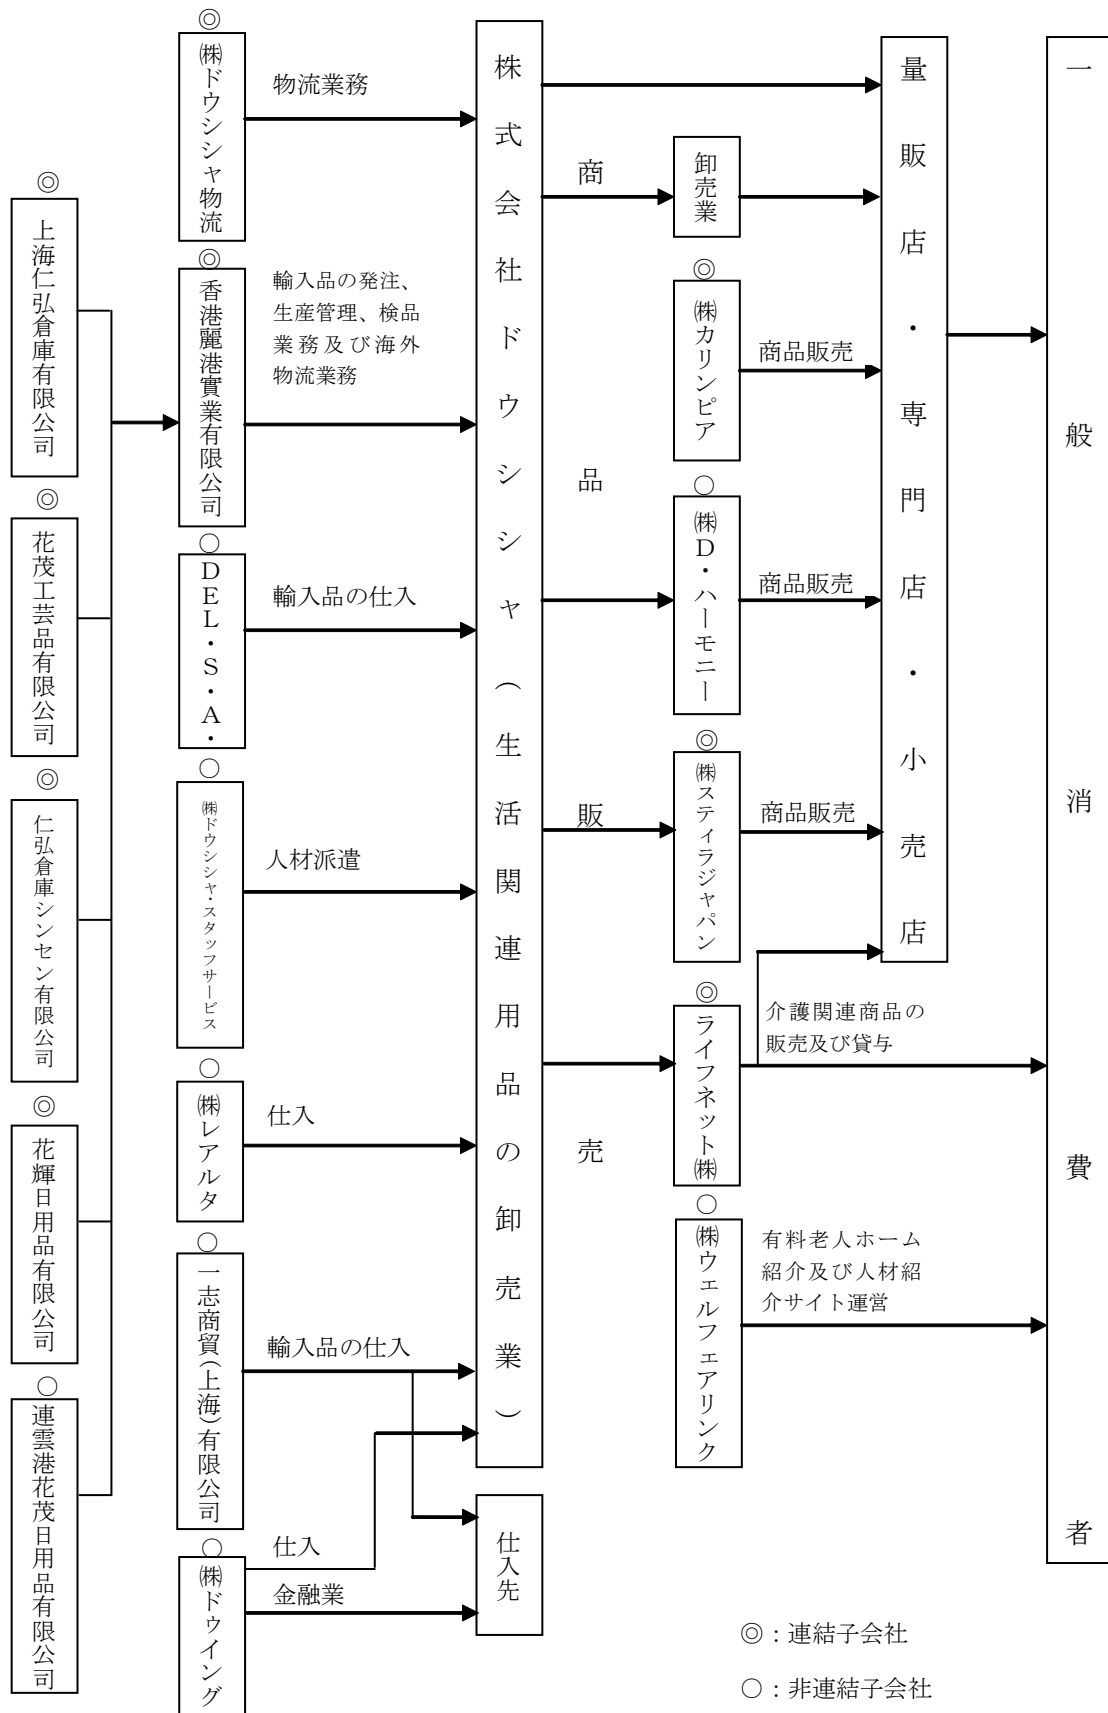 ◎
上海仁弘倉庫有限公司
◎
花茂工芸品有限公司
◎
仁弘倉庫シンセン有限公司
◎
花輝日用品有限公司
○
連雲港花茂日用品有限公司
◎
㈱ドウシシャ物流
物流業務
◎
香港麗港實業有限公司
輸入品の発注、
生産管理、検品
業務及び海外
物流業務
○
DEL・S・A・
輸入品の仕入
○
㈱ドウシシャ・スタッフサービス
人材派遣
○
㈱レアルタ
仕入
○
一志商貿(上海)有限公司
輸入品の仕入
○
㈱ドゥイング
仕入
金融業
株式会社ドウシシャ（生活関連用品の卸売業）
仕入先
商品販売
卸売業
◎
㈱カリンピア
商品販売
○
㈱D・ハーモニー
商品販売
◎
㈱スティラジャパン
商品販売
◎
ライフネット㈱
介護関連商品の
販売及び貸与
○
㈱ウェルフェアリンク
有料老人ホーム
紹介及び人材紹
介サイト運営
量販店・専門店・小売店
一般消費者
◎：連結子会社
○：非連結子会社